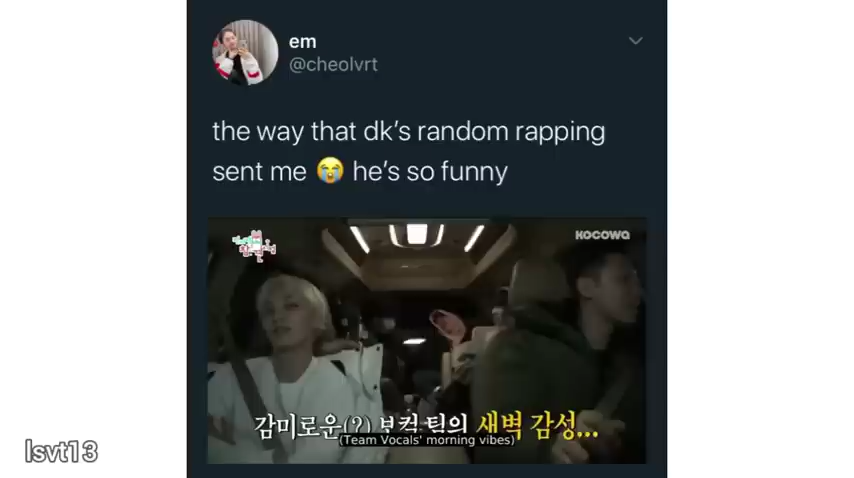 em
@cheolvrt
the way that dk's random rapping
sent me 😭 he's so funny
KOCOWA
감미로운(?) 보컬 팀의 새벽 감성...
(Team Vocals' morning vibes)
lsvt13